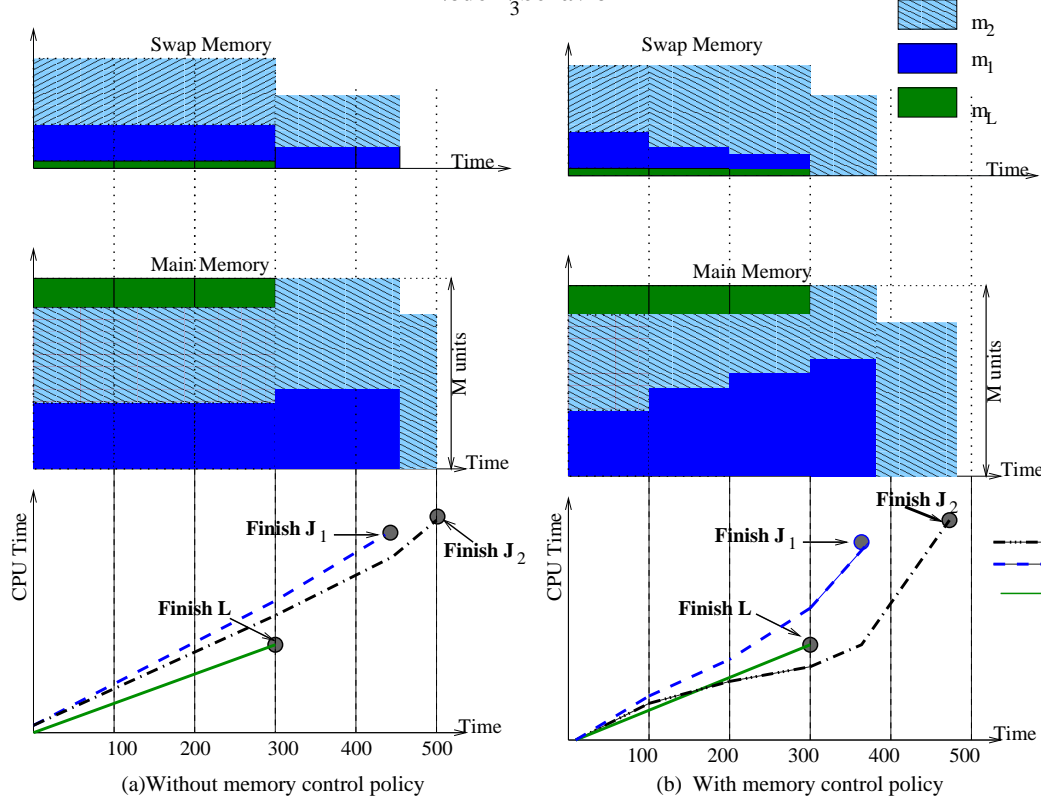 3
m2
m1
mL
Swap Memory
Time
Main Memory
M units
Time
CPU Time
Finish J1
Finish J2
Finish L
Time
100 200 300 400 500
(a)Without memory control policy
Swap Memory
Time
Main Memory
M units
Time
CPU Time
Finish J2
Finish J1
Finish L
Time
100 200 300 400 500
(b) With memory control policy